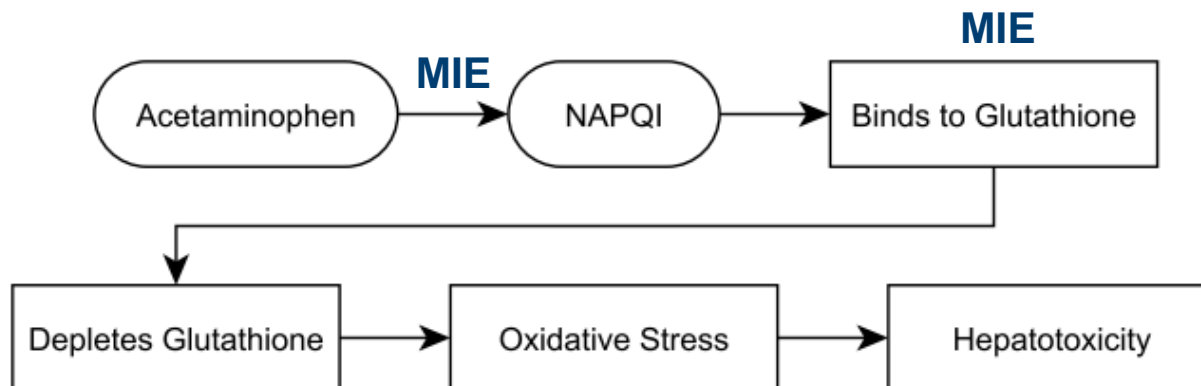 MIE
MIE
Acetaminophen
NAPQI
Binds to Glutathione
Depletes Glutathione
Oxidative Stress
Hepatotoxicity